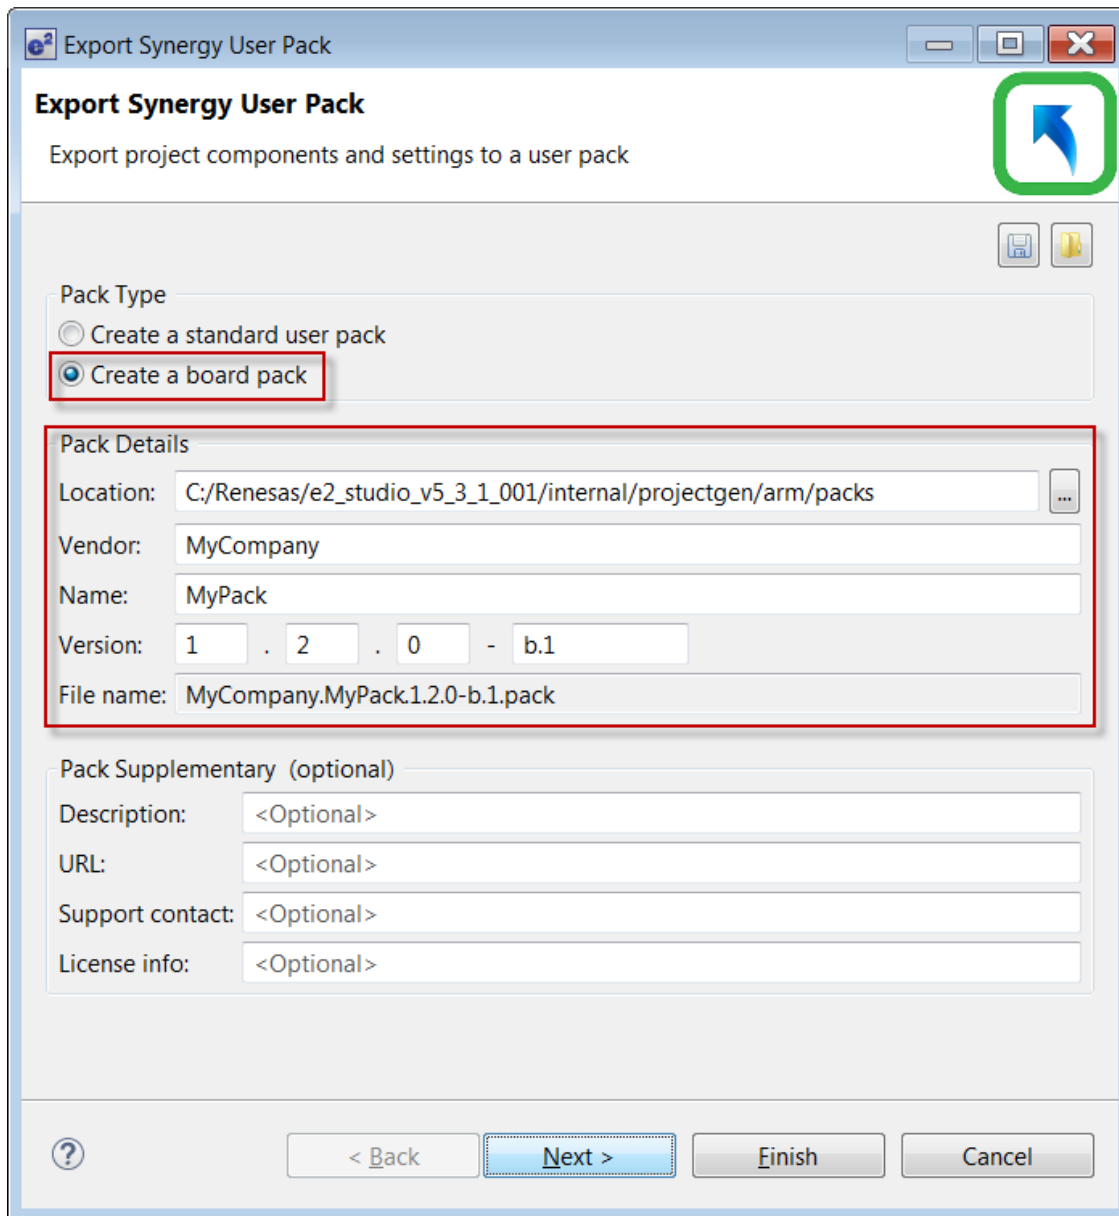 e² Export Synergy User Pack
Export Synergy User Pack
Export project components and settings to a user pack
Pack Type
Create a standard user pack
Create a board pack
Pack Details
Location: C:/Renesas/e2_studio_v5_3_1_001/internal/projectgen/arm/packs ...
Vendor: MyCompany
Name: MyPack
Version: 1 . 2 . 0 - b.1
File name: MyCompany.MyPack.1.2.0-b.1.pack
Pack Supplementary (optional)
Description: <Optional>
URL: <Optional>
Support contact: <Optional>
License info: <Optional>
? < Back Next > Finish Cancel